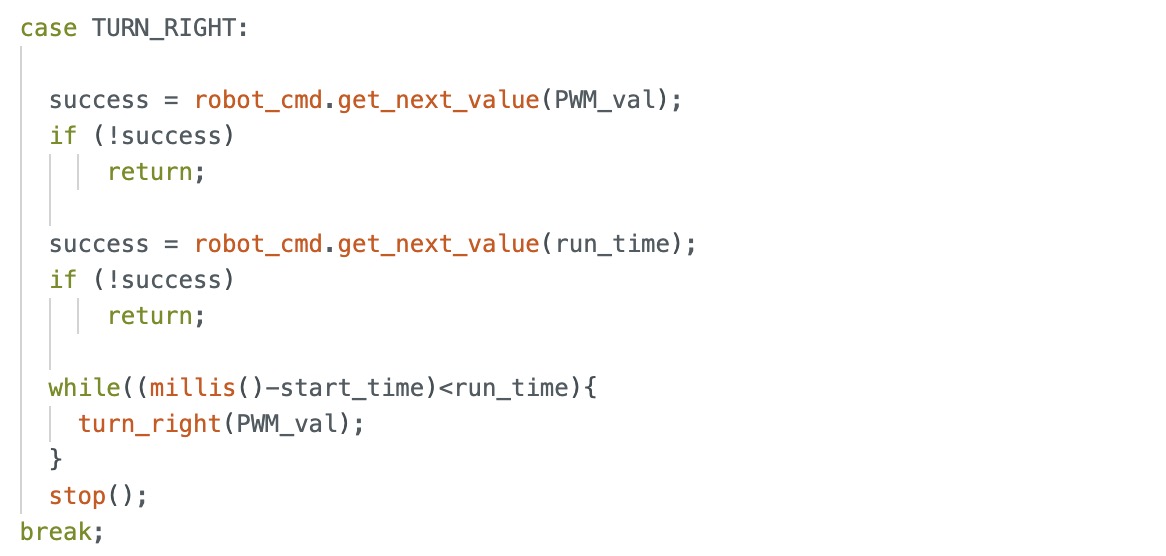 case TURN_RIGHT:
success = robot_cmd.get_next_value(PWM_val);
if (!success)
return;
success = robot_cmd.get_next_value(run_time);
if (!success)
return;
while((millis()-start_time)<run_time){
turn_right(PWM_val);
}
stop();
break;